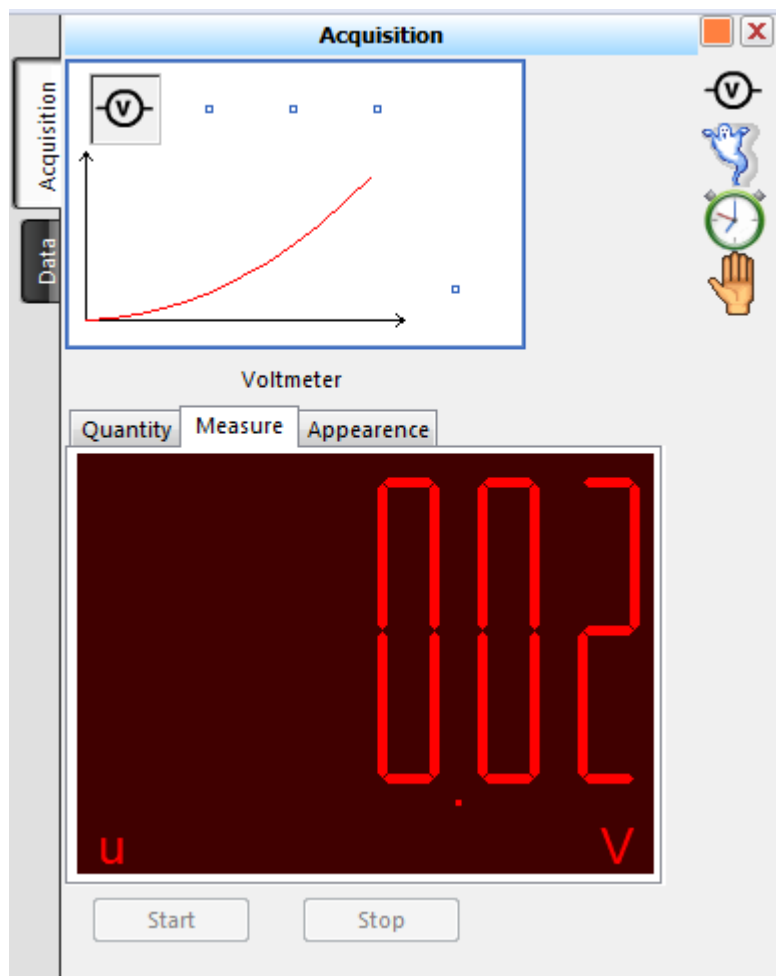 Acquisition
Acquisition
Data
V
V
Voltmeter
Quantity Measure Appearence
0.02
u V
Start Stop